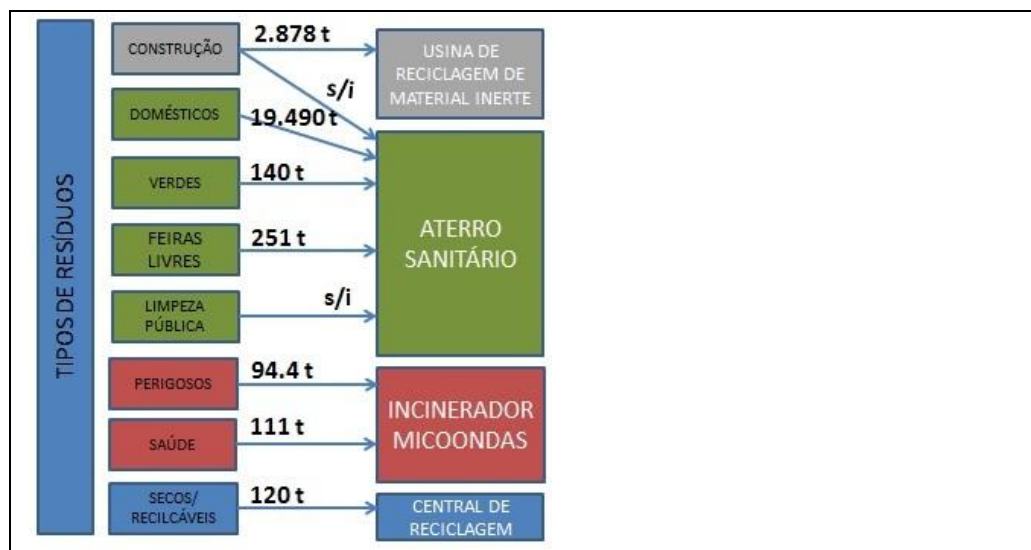 TIPOS DE RESÍDUOS
CONSTRUÇÃO
2.878 t
USINA DE
RECICLAGEM DE
MATERIAL INERTE
s/i
DOMÉSTICOS
19.490 t
VERDES
140 t
ATERRO
SANITÁRIO
FEIRAS
LIVRES
251 t
LIMPEZA
PÚBLICA
s/i
PERIGOSOS
94.4 t
INCINERADOR
MICOONDAS
SAÚDE
111 t
SECOS/
RECILCÁVEIS
120 t
CENTRAL DE
RECICLAGEM